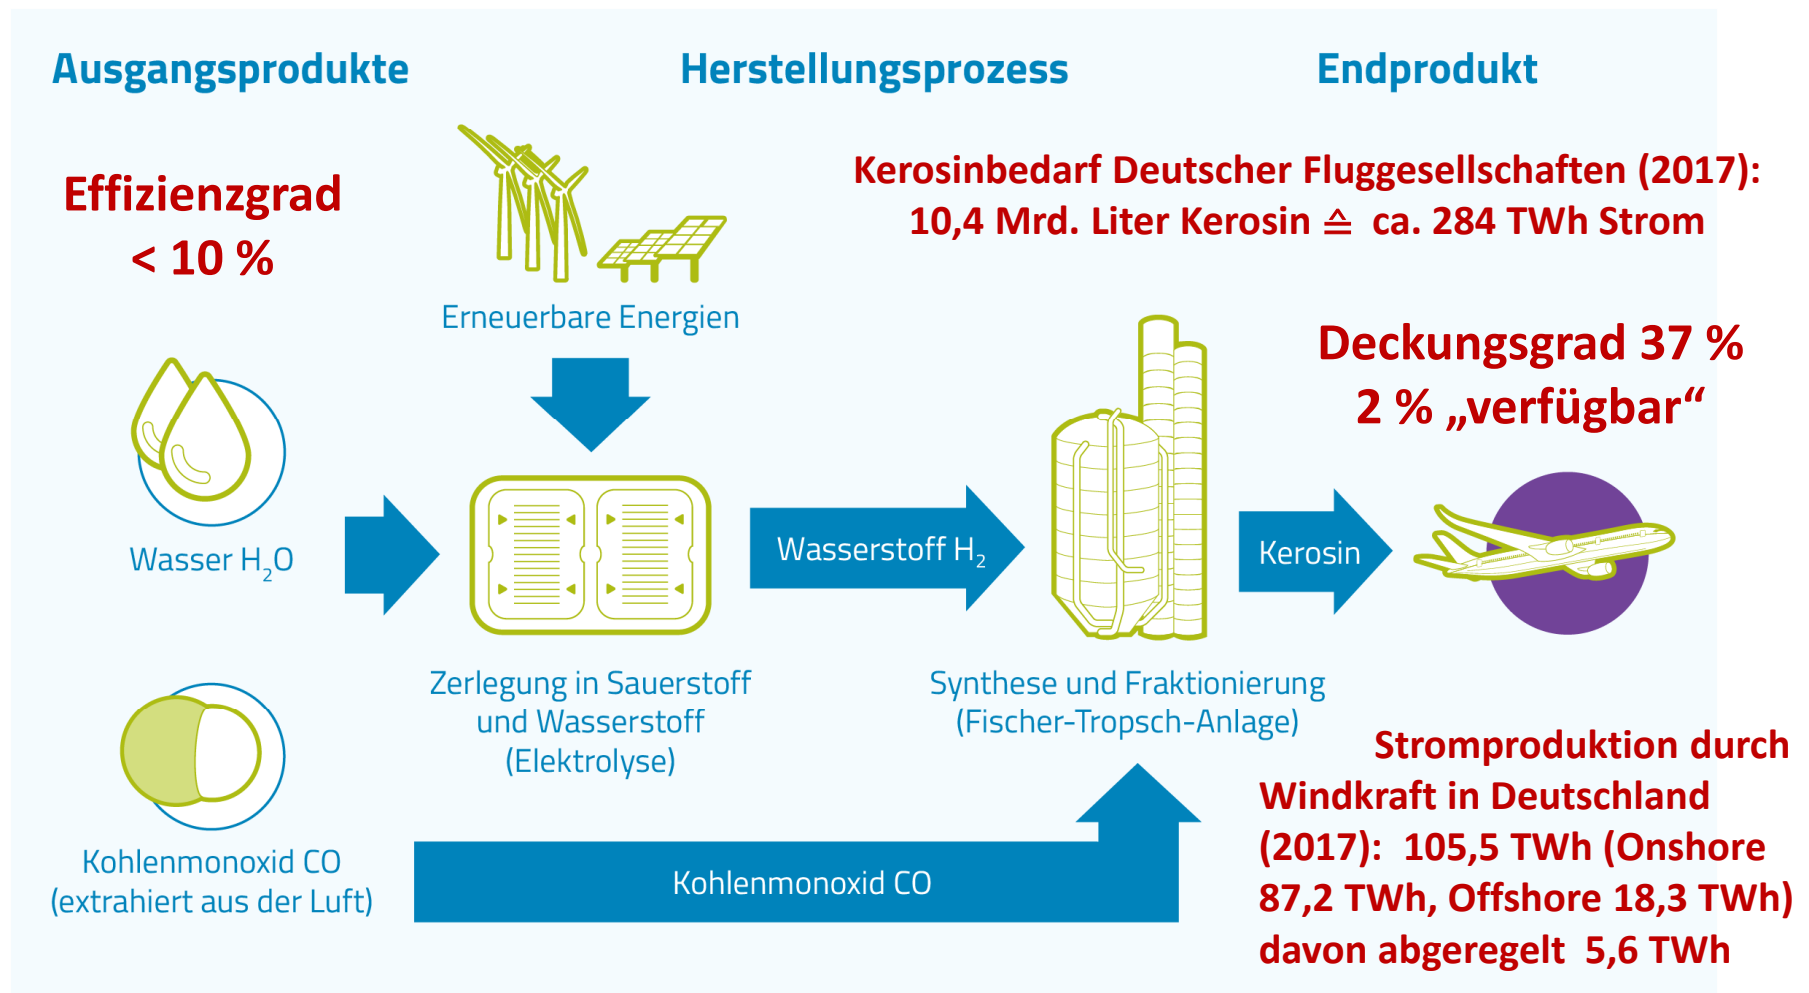 Ausgangsprodukte
Herstellungsprozess
Endprodukt
Effizienzgrad
< 10 %
Kerosinbedarf Deutscher Fluggesellschaften (2017):
10,4 Mrd. Liter Kerosin ≙ ca. 284 TWh Strom
Erneuerbare Energien
Deckungsgrad 37 %
2 % „verfügbar“
Wasser H₂O
Wasserstoff H₂
Kerosin
Zerlegung in Sauerstoff
und Wasserstoff
(Elektrolyse)
Synthese und Fraktionierung
(Fischer-Tropsch-Anlage)
Kohlenmonoxid CO
(extrahiert aus der Luft)
Kohlenmonoxid CO
Stromproduktion durch
Windkraft in Deutschland
(2017): 105,5 TWh (Onshore
87,2 TWh, Offshore 18,3 TWh)
davon abgeregelt 5,6 TWh